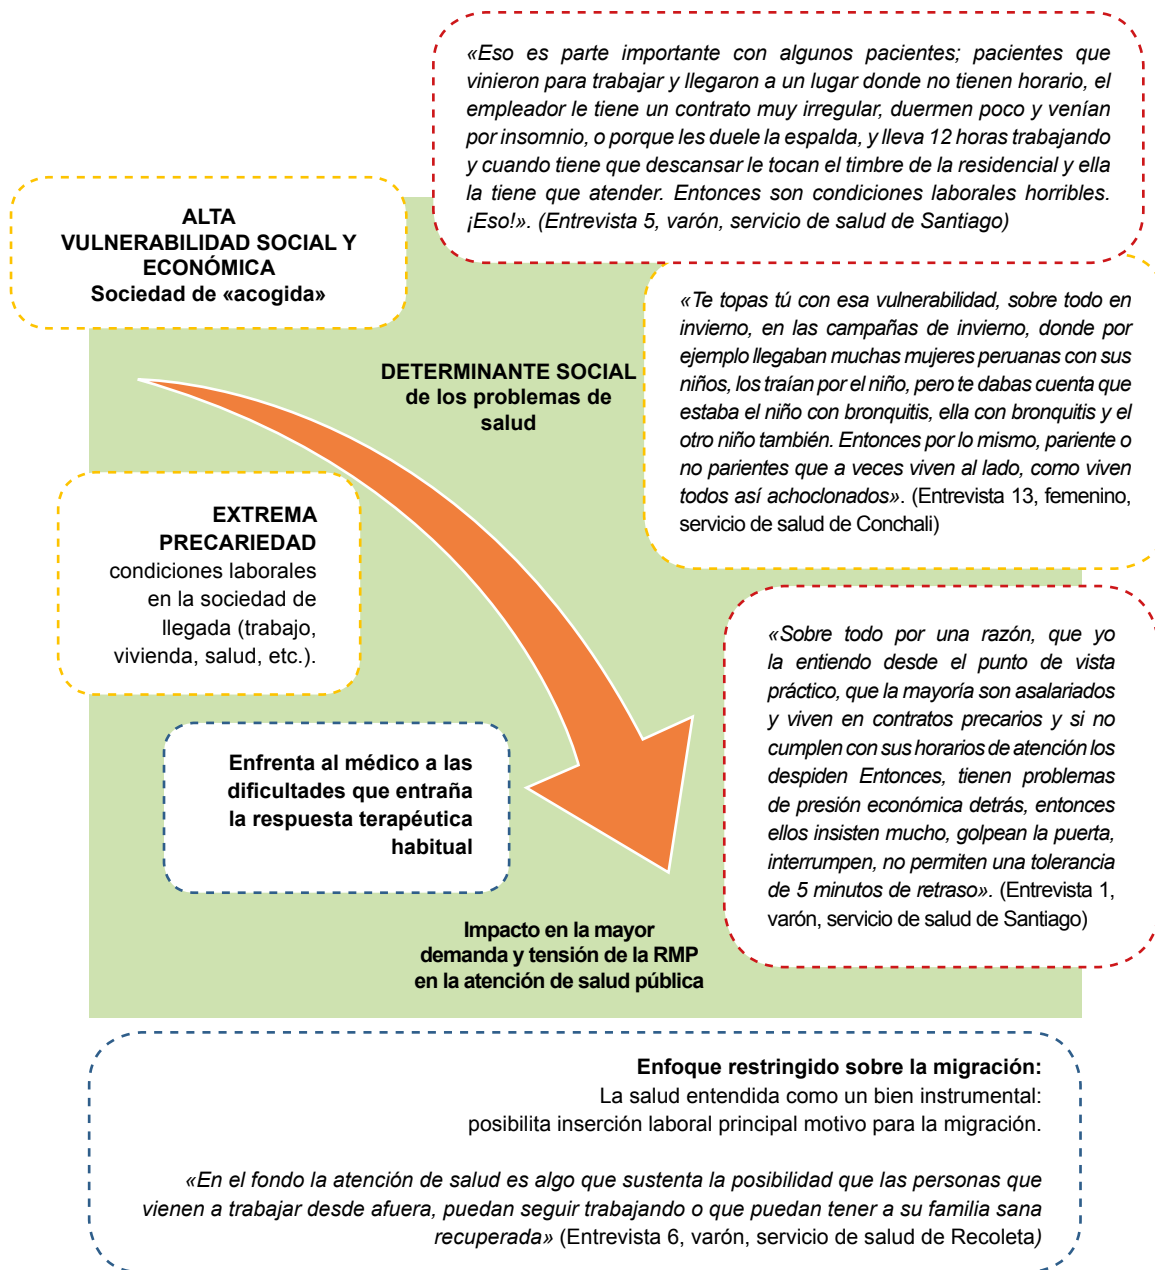 «Eso es parte importante con algunos pacientes; pacientes que
vinieron para trabajar y llegaron a un lugar donde no tienen horario, el
empleador le tiene un contrato muy irregular, duermen poco y venían
por insomnio, o porque les duele la espalda, y lleva 12 horas trabajando
y cuando tiene que descansar le tocan el timbre de la residencial y ella
la tiene que atender. Entonces son condiciones laborales horribles.
¡Eso!». (Entrevista 5, varón, servicio de salud de Santiago)
ALTA
VULNERABILIDAD SOCIAL Y
ECONÓMICA
Sociedad de «acogida»
«Te topas tú con esa vulnerabilidad, sobre todo en
invierno, en las campañas de invierno, donde por
ejemplo llegaban muchas mujeres peruanas con sus
niños, los traían por el niño, pero te dabas cuenta que
estaba el niño con bronquitis, ella con bronquitis y el
otro niño también. Entonces por lo mismo, pariente o
no parientes que a veces viven al lado, como viven
todos así achoclonados». (Entrevista 13, femenino,
servicio de salud de Conchali)
DETERMINANTE SOCIAL
de los problemas de
salud
EXTREMA
PRECARIEDAD
condiciones laborales
en la sociedad de
llegada (trabajo,
vivienda, salud, etc.).
«Sobre todo por una razón, que yo
la entiendo desde el punto de vista
práctico, que la mayoría son asalariados
y viven en contratos precarios y si no
cumplen con sus horarios de atención los
despiden Entonces, tienen problemas
de presión económica detrás, entonces
ellos insisten mucho, golpean la puerta,
interrumpen, no permiten una tolerancia
de 5 minutos de retraso». (Entrevista 1,
varón, servicio de salud de Santiago)
Enfrenta al médico a las
dificultades que entraña
la respuesta terapéutica
habitual
Impacto en la mayor
demanda y tensión de la RMP
en la atención de salud pública
Enfoque restringido sobre la migración:
La salud entendida como un bien instrumental:
posibilita inserción laboral principal motivo para la migración.
«En el fondo la atención de salud es algo que sustenta la posibilidad que las personas que
vienen a trabajar desde afuera, puedan seguir trabajando o que puedan tener a su familia sana
recuperada» (Entrevista 6, varón, servicio de salud de Recoleta)